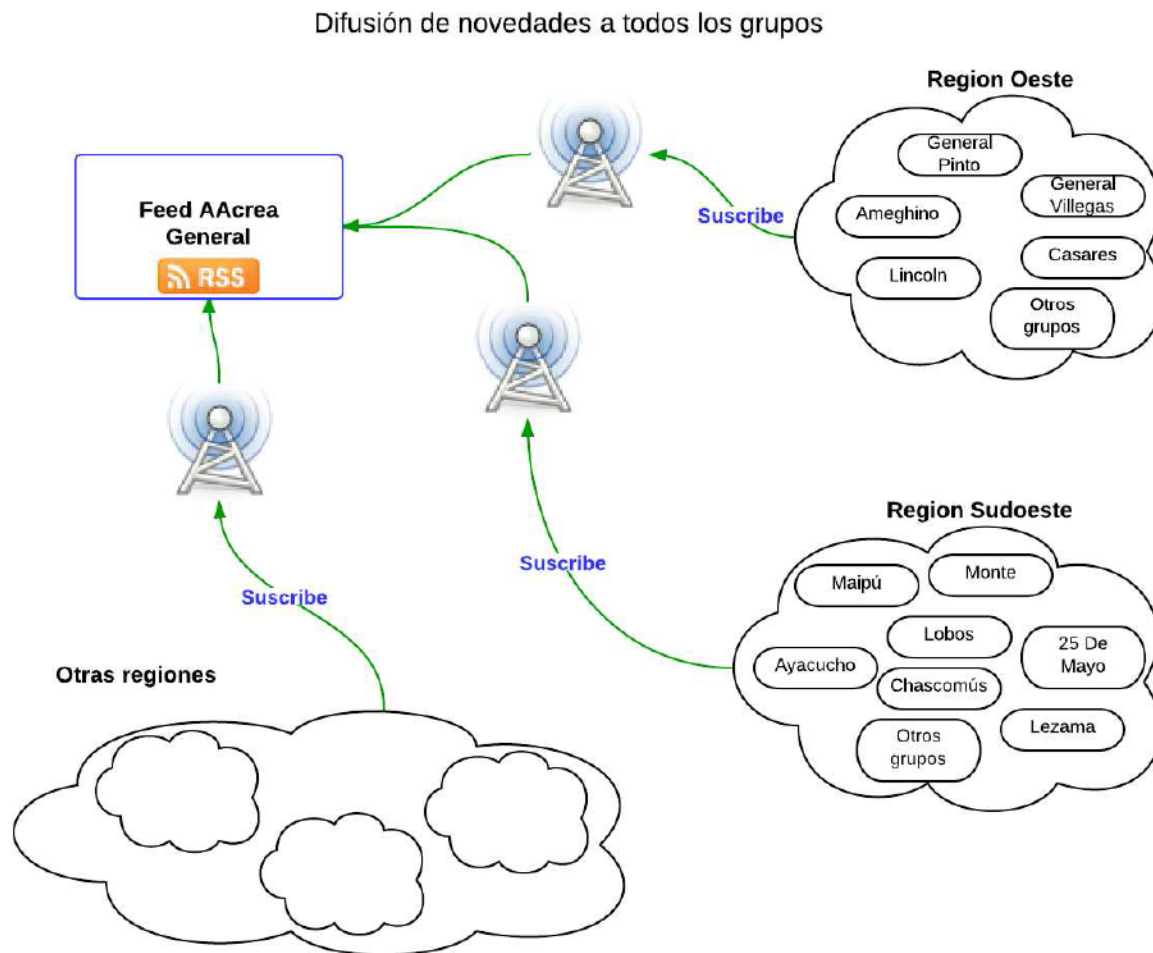 Difusión de novedades a todos los grupos
Region Oeste
General
Pinto
General
Villegas
Ameghino
Casares
Lincoln
Otros
grupos
Suscribe
Feed AAcrea
General
RSS
Region Sudoeste
Maipú
Monte
Lobos
25 De
Mayo
Ayacucho
Chascomús
Lezama
Otros
grupos
Suscribe
Suscribe
Otras regiones